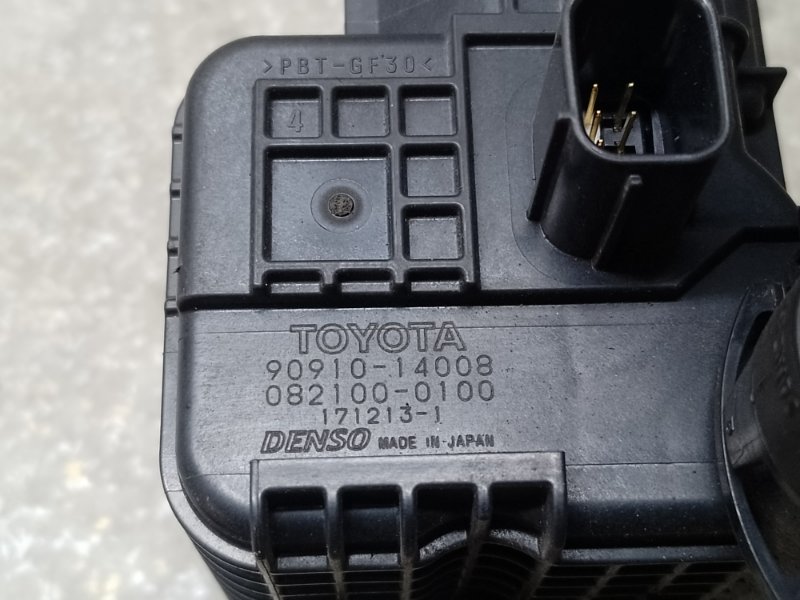 >PBT-GF30<
4
TOYOTA
90910-14008
082100-0100
171213-1
DENSO MADE IN JAPAN